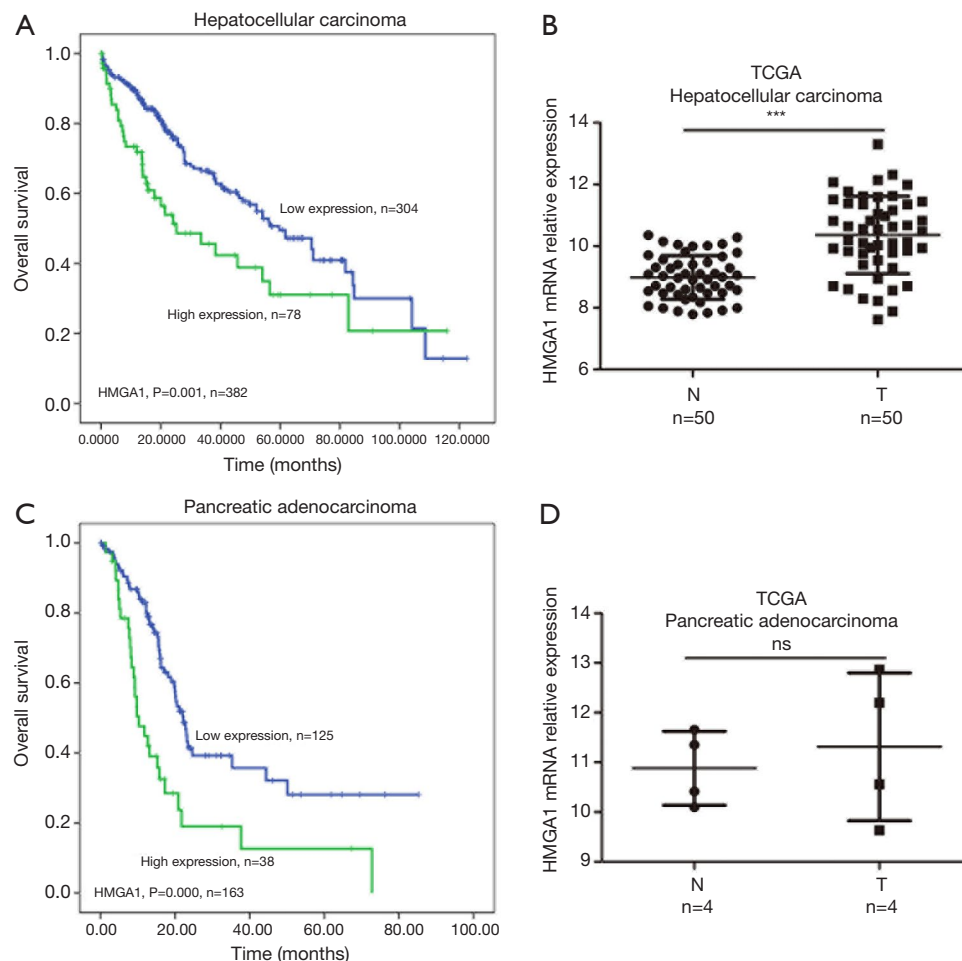 A
Hepatocellular carcinoma
Overall survival
1.0
0.8
0.6
0.4
0.2
0.0
Low expression, n=304
High expression, n=78
HMGA1, P=0.001, n=382
0.0000 20.0000 40.0000 60.0000 80.0000 100.0000 120.0000
Time (months)
B
TCGA
Hepatocellular carcinoma
***
HMGA1 mRNA relative expression
14
12
10
8
6
N T
n=50 n=50
C
Pancreatic adenocarcinoma
Overall survival
1.0
0.8
0.6
0.4
0.2
0.0
Low expression, n=125
High expression, n=38
HMGA1, P=0.000, n=163
0.00 20.00 40.00 60.00 80.00 100.00
Time (months)
D
TCGA
Pancreatic adenocarcinoma
ns
HMGA1 mRNA relative expression
14
13
12
11
10
9
N T
n=4 n=4